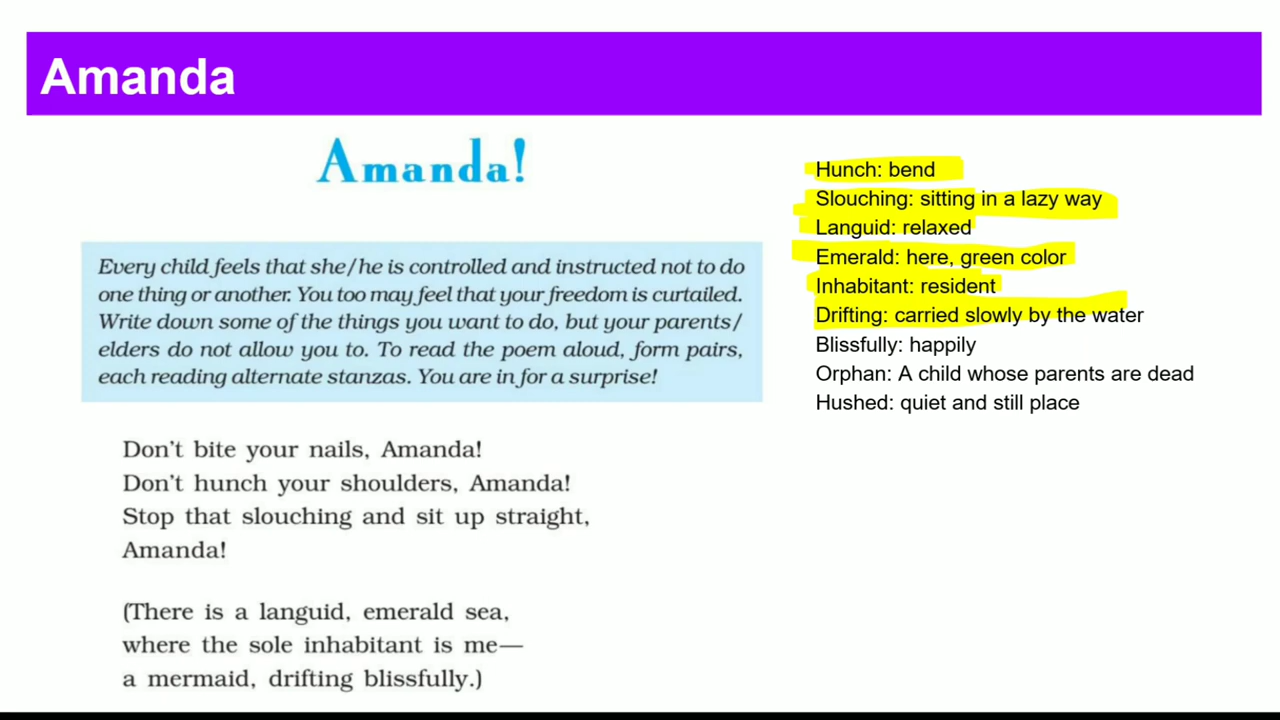 Amanda
Amanda!
Every child feels that she/he is controlled and instructed not to do
one thing or another. You too may feel that your freedom is curtailed.
Write down some of the things you want to do, but your parents/
elders do not allow you to. To read the poem aloud, form pairs,
each reading alternate stanzas. You are in for a surprise!
Don't bite your nails, Amanda!
Don't hunch your shoulders, Amanda!
Stop that slouching and sit up straight,
Amanda!
(There is a languid, emerald sea,
where the sole inhabitant is me—
a mermaid, drifting blissfully.)
Hunch: bend
Slouching: sitting in a lazy way
Languid: relaxed
Emerald: here, green color
Inhabitant: resident
Drifting: carried slowly by the water
Blissfully: happily
Orphan: A child whose parents are dead
Hushed: quiet and still place